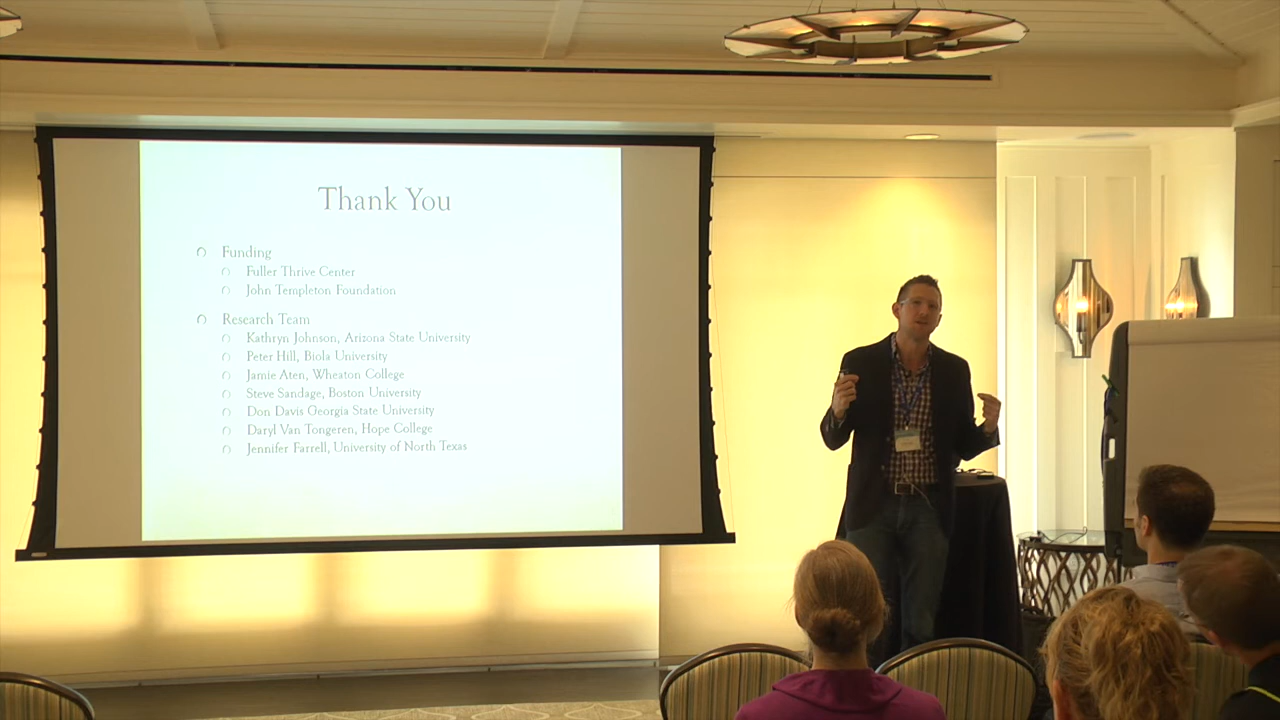 Thank You
Funding
Fuller Thrive Center
John Templeton Foundation
Research Team
Kathryn Johnson, Arizona State University
Peter Hill, Biola University
Jamie Aten, Wheaton College
Steve Sandage, Boston University
Don Davis Georgia State University
Daryl Van Tongeren, Hope College
Jennifer Farrell, University of North Texas